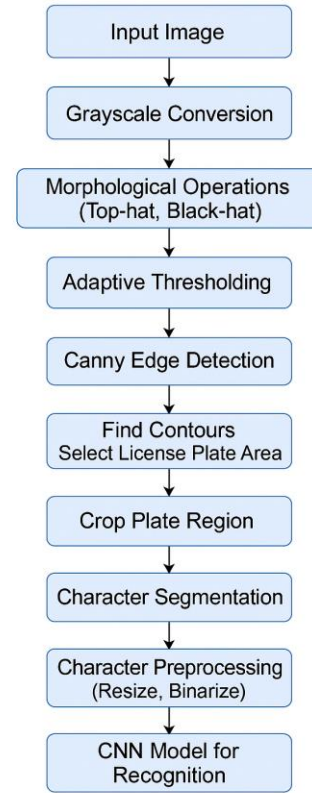 Input Image
Grayscale Conversion
Morphological Operations
(Top-hat, Black-hat)
Adaptive Thresholding
Canny Edge Detection
Find Contours
Select License Plate Area
Crop Plate Region
Character Segmentation
Character Preprocessing
(Resize, Binarize)
CNN Model for
Recognition